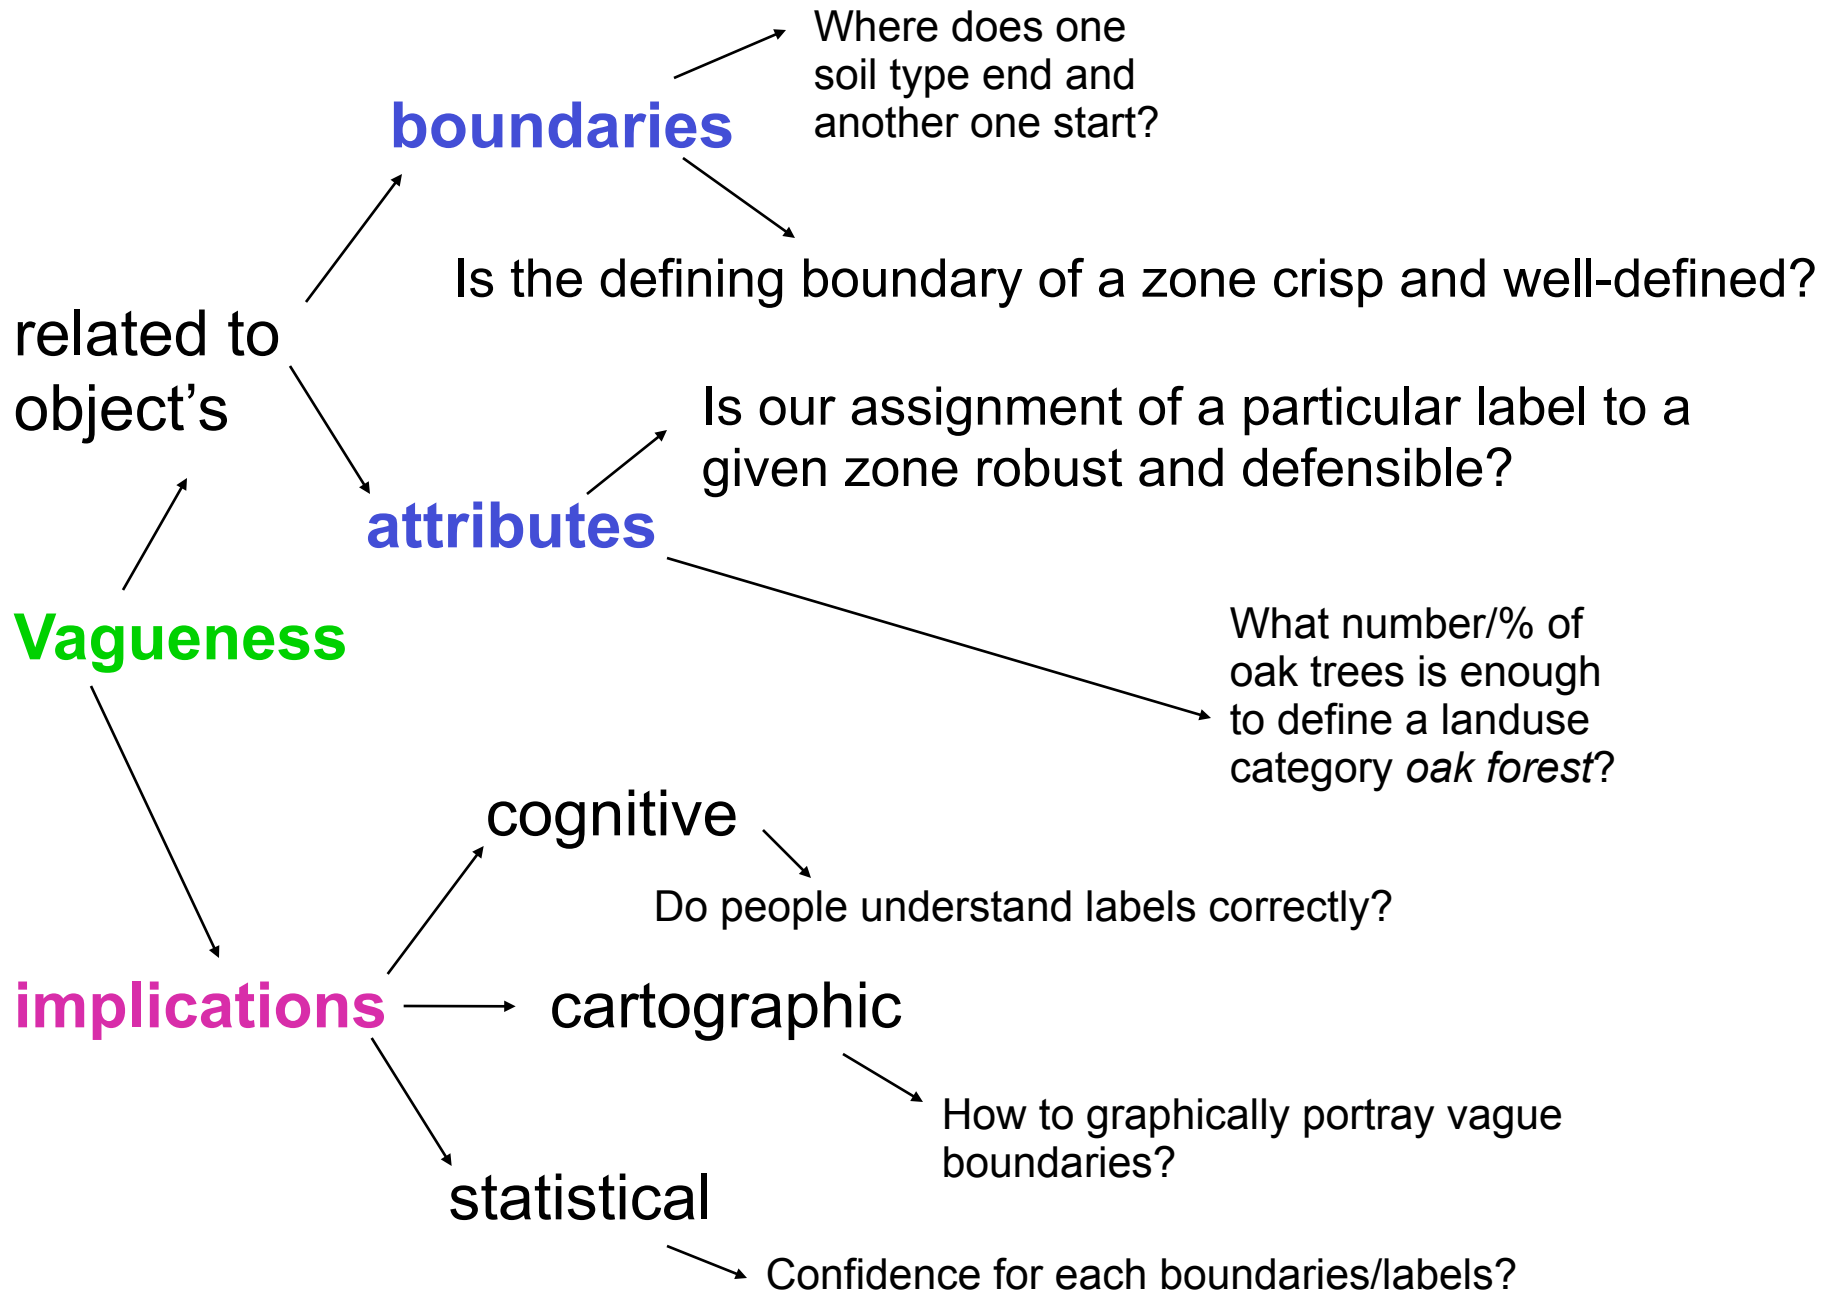 Where does one
soil type end and
another one start?
boundaries
Is the defining boundary of a zone crisp and well-defined?
related to
object’s
Is our assignment of a particular label to a
given zone robust and defensible?
attributes
Vagueness
What number/% of
oak trees is enough
to define a landuse
category oak forest?
cognitive
Do people understand labels correctly?
implications
cartographic
How to graphically portray vague
boundaries?
statistical
Confidence for each boundaries/labels?